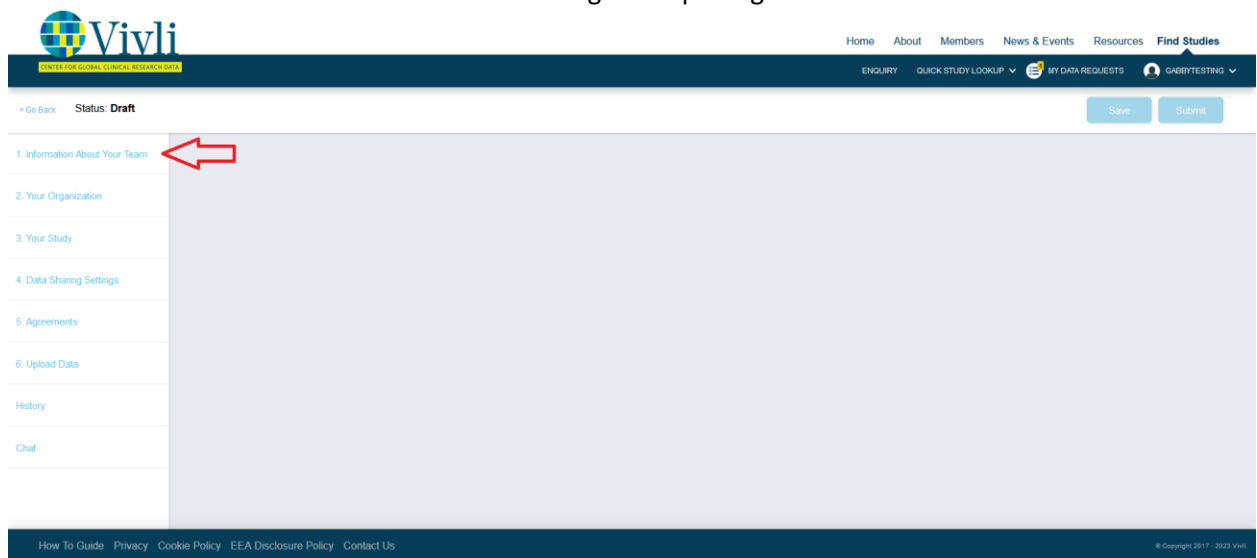 Vivli
CENTER FOR GLOBAL CLINICAL RESEARCH DATA
Home About Members News & Events Resources Find Studies
ENQUIRY QUICK STUDY LOOKUP MY DATA REQUESTS GABBYTESTING
< Go Back Status: Draft Save Submit
1. Information About Your Team
2. Your Organization
3. Your Study
4. Data Sharing Settings
5. Agreements
6. Upload Data
History
Chat
How To Guide Privacy Cookie Policy EEA Disclosure Policy Contact Us © Copyright 2017 - 2023 Vivli